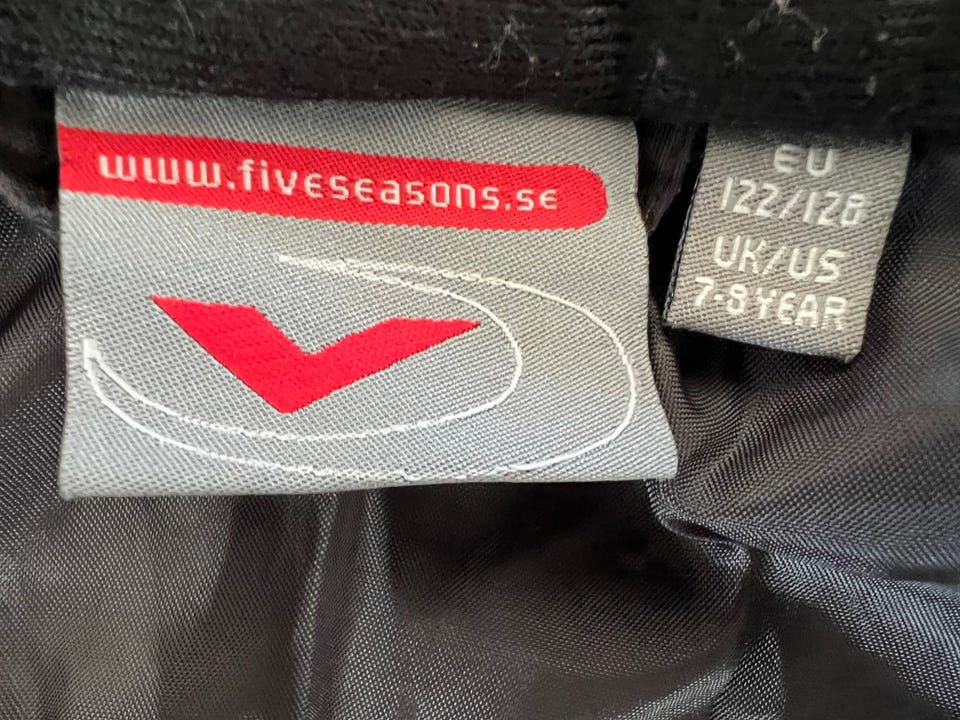 www.fiveseasons.se
EU
122/128
UK/US
7-8 YEAR